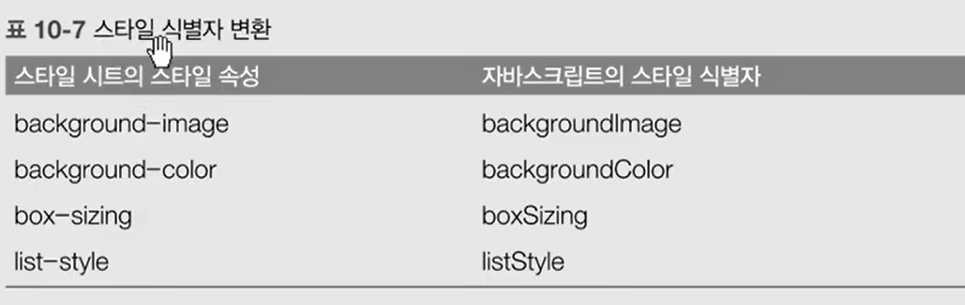 표 10-7 스타일 식별자 변환
스타일 시트의 스타일 속성 자바스크립트의 스타일 식별자
background-image backgroundImage
background-color backgroundColor
box-sizing boxSizing
list-style listStyle